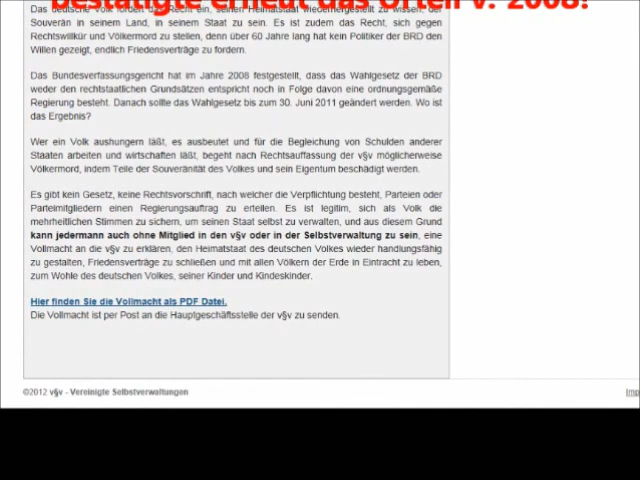 bestätigte erneut das Urteil v. 2008!
Das deutsche Volk fordert das Recht ein, seinen Heimatstaat wiederhergestellt zu wissen, der
Souverän in seinem Land, in seinem Staat zu sein. Es ist zudem das Recht, sich gegen
Rechtswillkür und Völkermord zu stellen, denn über 60 Jahre lang hat kein Politiker der BRD den
Willen gezeigt, endlich Friedensverträge zu fordern.
Das Bundesverfassungsgericht hat im Jahre 2008 festgestellt, dass das Wahlgesetz der BRD
weder den rechtstaatlichen Grundsätzen entspricht noch in Folge davon eine ordnungsgemäße
Regierung besteht. Danach sollte das Wahlgesetz bis zum 30. Juni 2011 geändert werden. Wo ist
das Ergebnis?
Wer ein Volk aushungern läßt, es ausbeutet und für die Begleichung von Schulden anderer
Staaten arbeiten und wirtschaften läßt, begeht nach Rechtsauffassung der v§v möglicherweise
Völkermord, indem Teile der Souveränität des Volkes und sein Eigentum beschädigt werden.
Es gibt kein Gesetz, keine Rechtsvorschrift, nach welcher die Verpflichtung besteht, Parteien oder
Parteimitgliedern einen Regierungsauftrag zu erteilen. Es ist legitim, sich als Volk die
mehrheitlichen Stimmen zu sichern, um seinen Staat selbst zu verwalten, und aus diesem Grund
kann jedermann auch ohne Mitglied in den v§v oder in der Selbstverwaltung zu sein, eine
Vollmacht an die v§v zu erklären, den Heimatstaat des deutschen Volkes wieder handlungsfähig
zu gestalten, Friedensverträge zu schließen und mit allen Völkern der Erde in Eintracht zu leben,
zum Wohle des deutschen Volkes, seiner Kinder und Kindeskinder.
Hier finden Sie die Vollmacht als PDF Datei.
Die Vollmacht ist per Post an die Hauptgeschäftsstelle der v§v zu senden.
©2012 v§v - Vereinigte Selbstverwaltungen
Imp